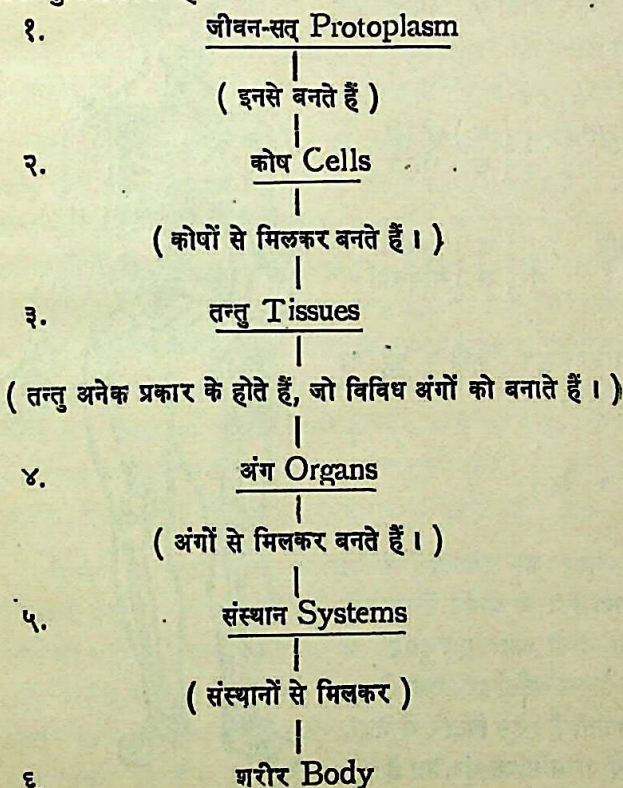 १. जीवन-सत् Protoplasm
( इनसे बनते हैं )
२. कोष Cells
( कोषों से मिलकर बनते हैं । )
३. तन्तु Tissues
( तन्तु अनेक प्रकार के होते हैं, जो विविध अंगों को बनाते हैं । )
४. अंग Organs
( अंगों से मिलकर बनते हैं । )
५. संस्थान Systems
( संस्थानों से मिलकर )
६ शरीर Body